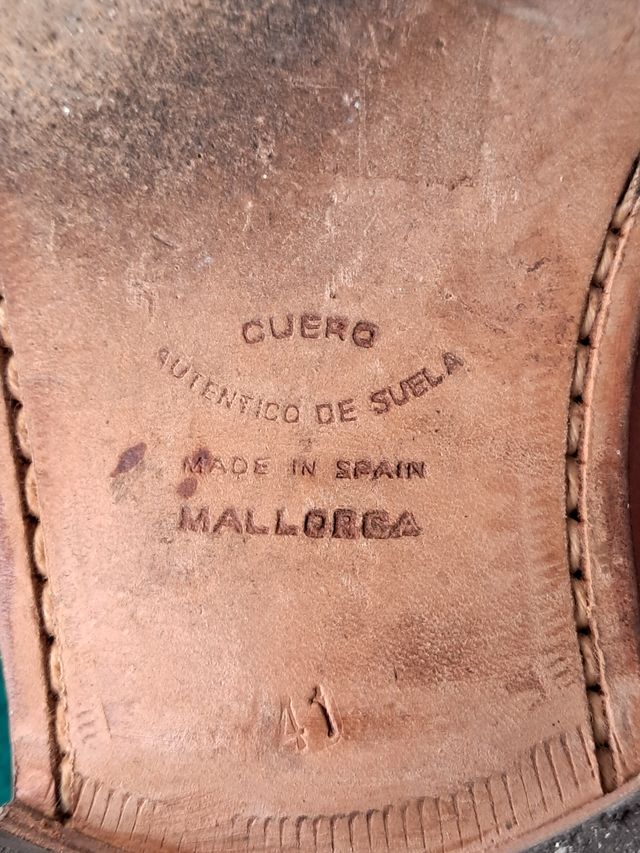 CUERO
AUTENTICO DE SUELA
MADE IN SPAIN
MALLORCA
41